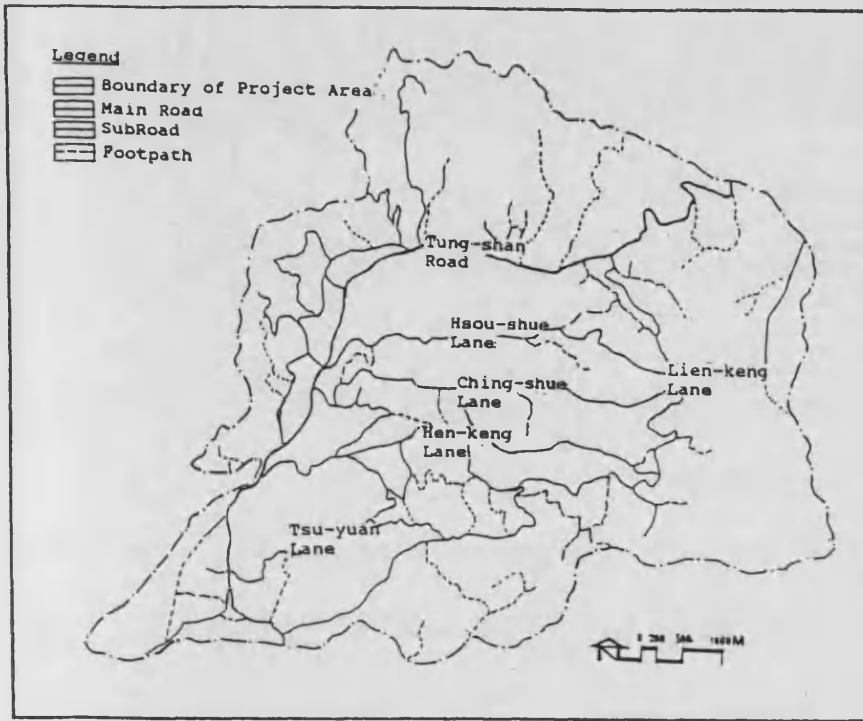 Legend
Boundary of Project Area
Main Road
SubRoad
Footpath
Tung-shan
Road
Hsou-shue
Lane
Lien-keng
Lane
Ching-shue
Lane
Hen-keng
Lane
Tsu-yuan
Lane
0